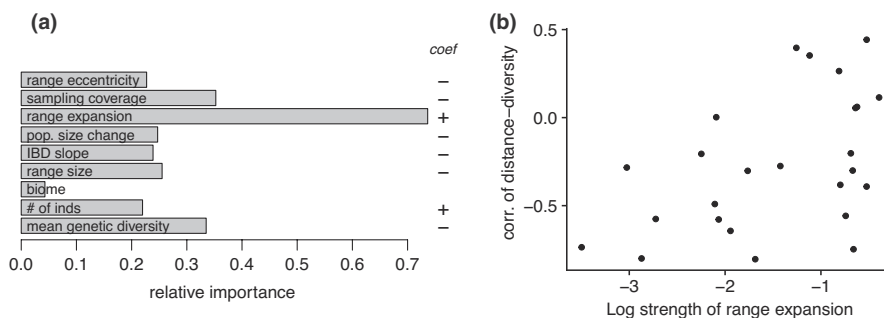 (a)
coef
range eccentricity −
sampling coverage −
range expansion +
pop. size change −
IBD slope −
range size −
biome
# of inds +
mean genetic diversity −
0.0 0.1 0.2 0.3 0.4 0.5 0.6 0.7
relative importance
(b)
0.5
0.0
−0.5
corr. of distance−diversity
−3 −2 −1
Log strength of range expansion